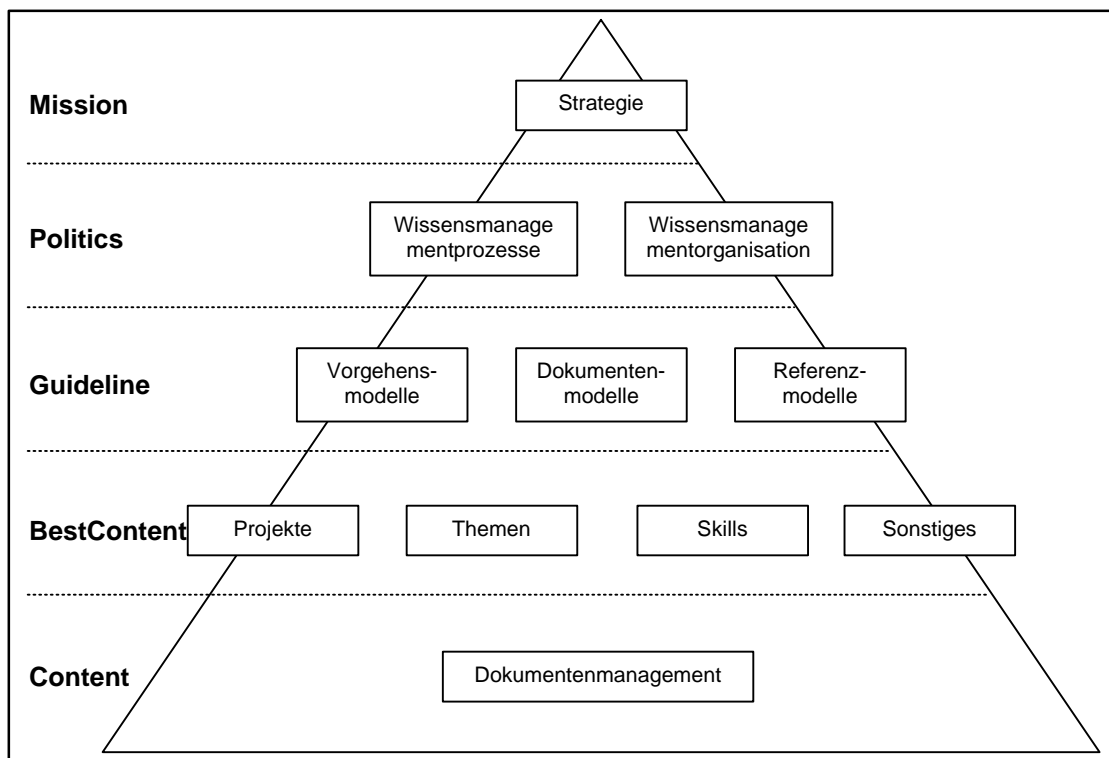 Mission
Strategie
Politics
Wissensmanage
mentprozesse
Wissensmanage
mentorganisation
Guideline
Vorgehens-
modelle
Dokumenten-
modelle
Referenz-
modelle
BestContent
Projekte
Themen
Skills
Sonstiges
Content
Dokumentenmanagement